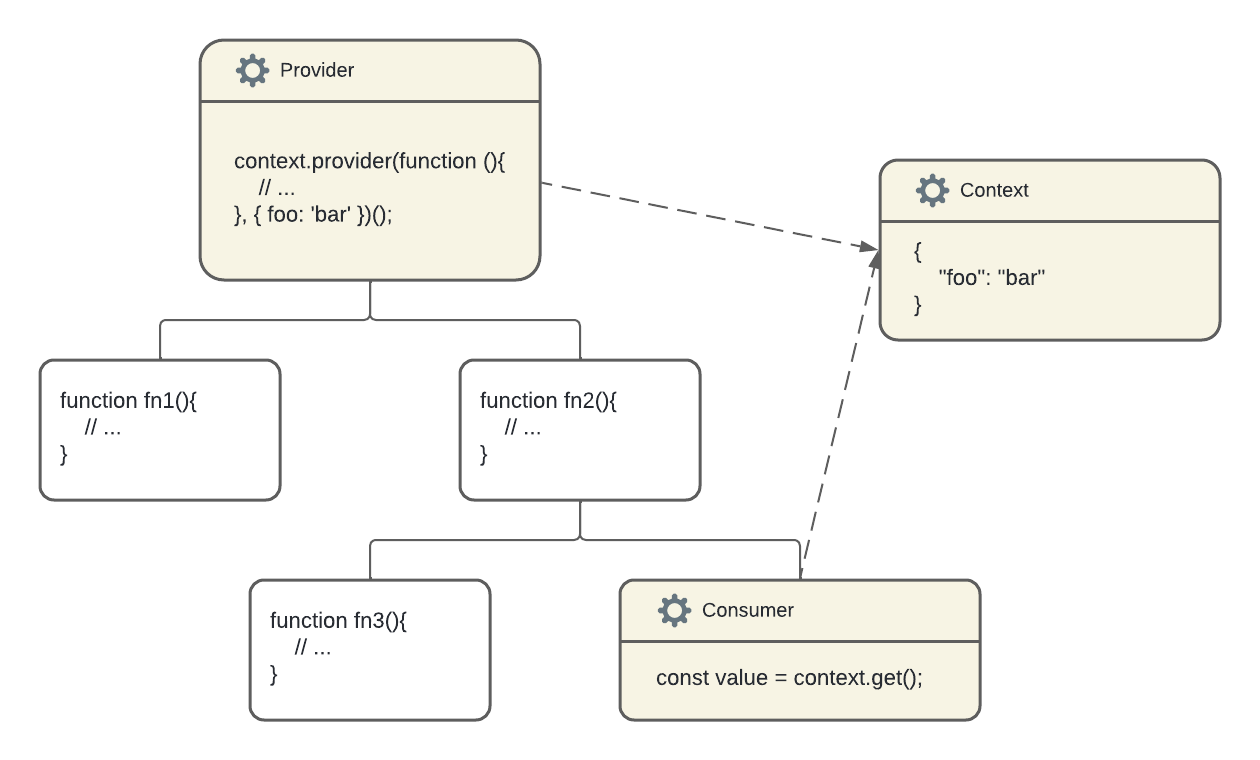 Provider
context.provider(function (){
// ...
}, { foo: 'bar' })();
Context
{
"foo": "bar"
}
function fn1(){
// ...
}
function fn2(){
// ...
}
function fn3(){
// ...
}
Consumer
const value = context.get();